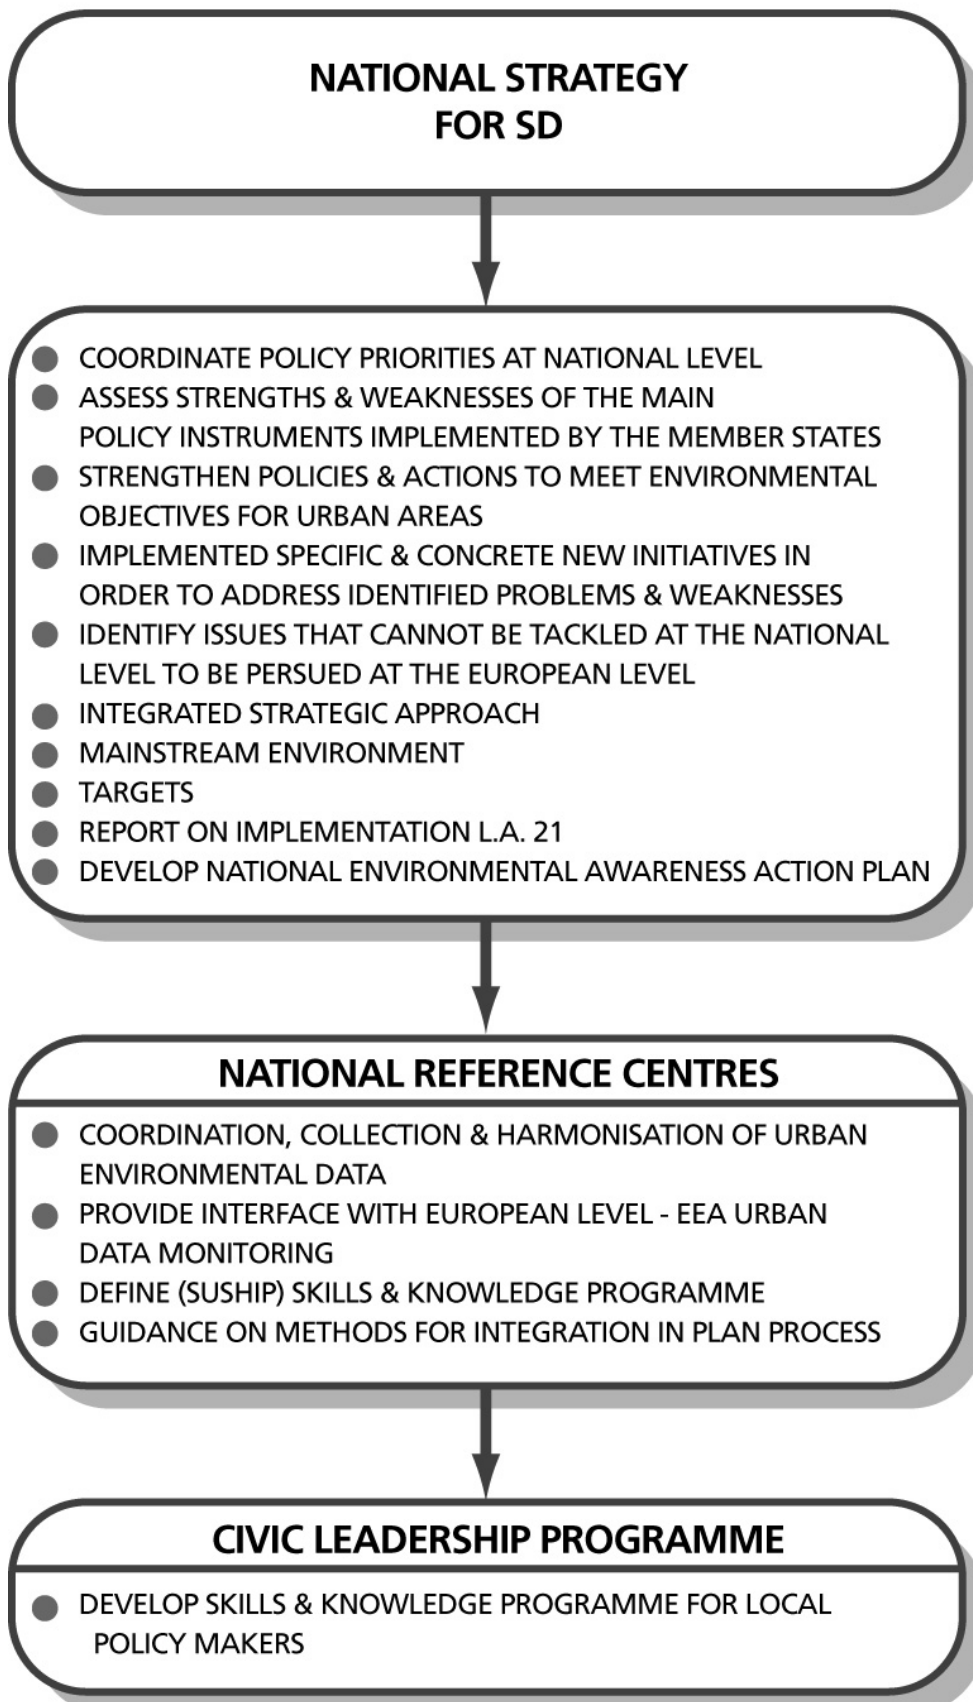 NATIONAL STRATEGY
FOR SD
● COORDINATE POLICY PRIORITIES AT NATIONAL LEVEL
● ASSESS STRENGTHS & WEAKNESSES OF THE MAIN
POLICY INSTRUMENTS IMPLEMENTED BY THE MEMBER STATES
● STRENGTHEN POLICIES & ACTIONS TO MEET ENVIRONMENTAL
OBJECTIVES FOR URBAN AREAS
● IMPLEMENTED SPECIFIC & CONCRETE NEW INITIATIVES IN
ORDER TO ADDRESS IDENTIFIED PROBLEMS & WEAKNESSES
● IDENTIFY ISSUES THAT CANNOT BE TACKLED AT THE NATIONAL
LEVEL TO BE PERSUED AT THE EUROPEAN LEVEL
● INTEGRATED STRATEGIC APPROACH
● MAINSTREAM ENVIRONMENT
● TARGETS
● REPORT ON IMPLEMENTATION L.A. 21
● DEVELOP NATIONAL ENVIRONMENTAL AWARENESS ACTION PLAN
NATIONAL REFERENCE CENTRES
● COORDINATION, COLLECTION & HARMONISATION OF URBAN
ENVIRONMENTAL DATA
● PROVIDE INTERFACE WITH EUROPEAN LEVEL - EEA URBAN
DATA MONITORING
● DEFINE (SUSHIP) SKILLS & KNOWLEDGE PROGRAMME
● GUIDANCE ON METHODS FOR INTEGRATION IN PLAN PROCESS
CIVIC LEADERSHIP PROGRAMME
● DEVELOP SKILLS & KNOWLEDGE PROGRAMME FOR LOCAL
POLICY MAKERS